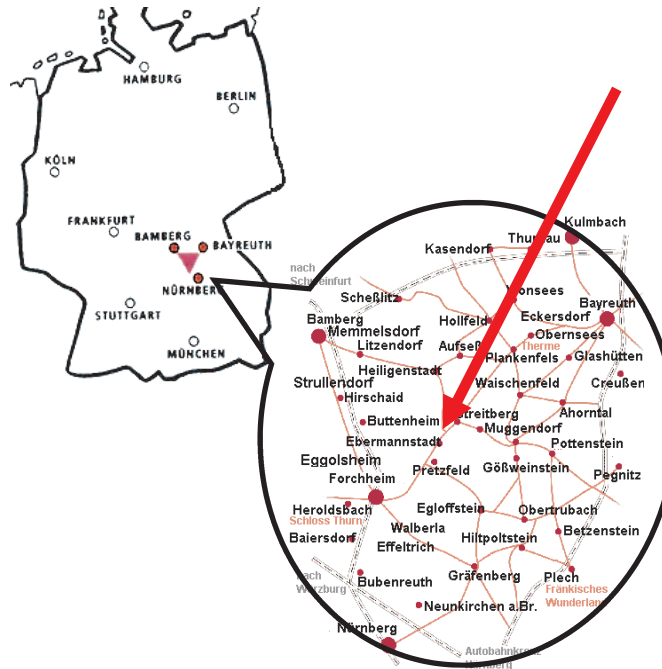 HAMBURG
BERLIN
KÖLN
FRANKFURT
BAMBERG
BAYREUTH
NÜRNBERG
STUTTGART
MÜNCHEN
Kulmbach
Thurnau
Kasendorf
nach
Schweinfurt
Scheßlitz
Wonsees
Bayreuth
Eckersdorf
Hollfeld
Bamberg
Memmelsdorf
Obernsees
Litzendorf
Aufseß
Therme
Plankenfels
Glashütten
Heiligenstadt
Creußen
Strullendorf
Waischenfeld
Hirschaid
Ahorntal
Buttenheim
Streitberg
Muggendorf
Ebermannstadt
Pottenstein
Eggolsheim
Pretzfeld
Gößweinstein
Pegnitz
Forchheim
Heroldsbach
Egloffstein
Obertrubach
Schloss Thurn
Walberla
Betzenstein
Baiersdorf
Effeltrich
Hiltpoltstein
nach
Würzburg
Bubenreuth
Gräfenberg
Plech
Fränkisches
Wunderland
Neunkirchen a.Br.
Nürnberg
Autobahnkreuz
Nürnberg